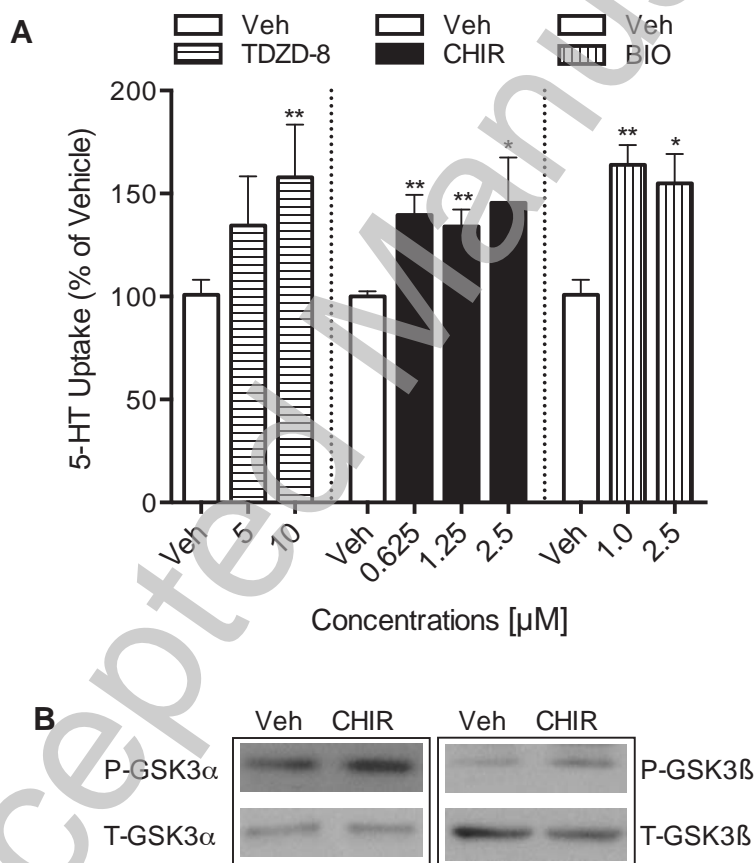 A
Veh Veh Veh
TDZD-8 CHIR BIO
5-HT Uptake (% of Vehicle)
200
150
100
50
0
** ** ** * ** *
Veh 5 10 Veh 0.625 1.25 2.5 Veh 1.0 2.5
Concentrations [µM]
B
Veh CHIR Veh CHIR
P-GSK3α P-GSK3ß
T-GSK3α T-GSK3ß
cepted Manu